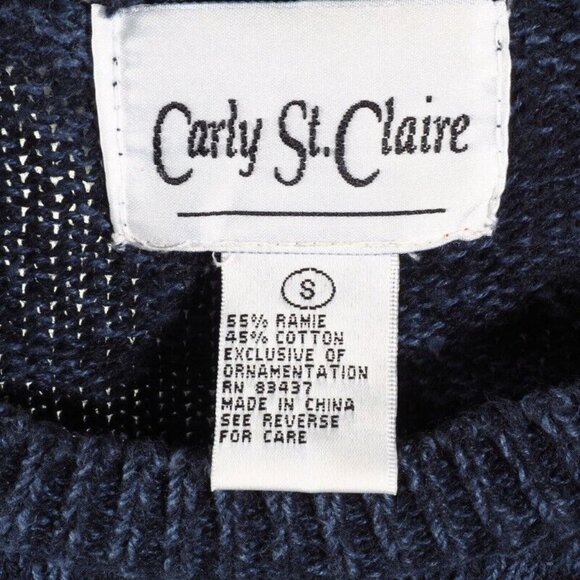 Carly St. Claire
S
55% RAMIE
45% COTTON
EXCLUSIVE OF
ORNAMENTATION
RN 83437
MADE IN CHINA
SEE REVERSE
FOR CARE